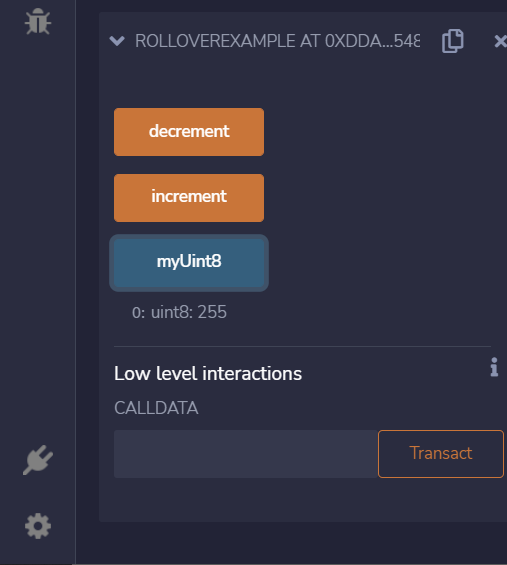 ROLLOVEREXAMPLE AT 0XDDA...548
decrement
increment
myUint8
0: uint8: 255
Low level interactions
CALLDATA
Transact